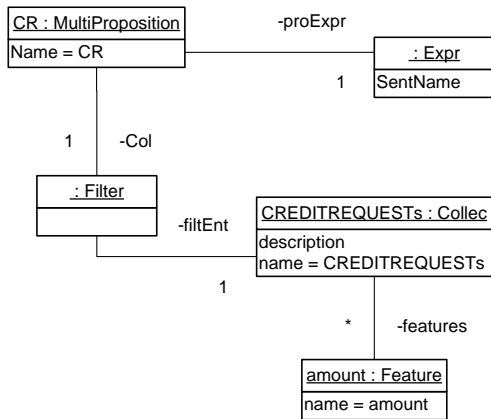 CR : MultiProposition
Name = CR
-proExpr
: Expr
1
SentName
1
-Col
: Filter
-filtEnt
CREDITREQUESTs : Collec
description
name = CREDITREQUESTs
1
*
-features
amount : Feature
name = amount